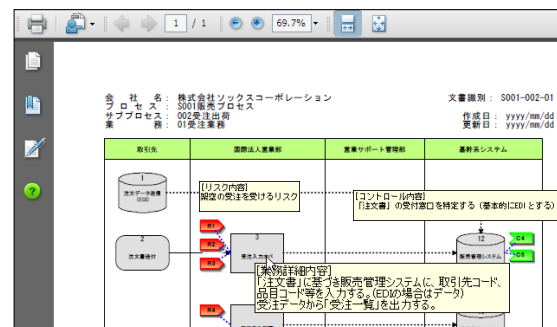 1 / 1 69.7%
会社名： 株式会社ソックスコーポレーション
文書識別： S001-002-01
プロセス： S001販売プロセス
サブプロセス： 002受注出荷
作成日： yyyy/mm/dd
業務： 01受注業務
更新日： yyyy/mm/dd
取引先 国際法人営業部 営業サポート管理部 基幹系システム
1
注文データ送信
(EDI)
[リスク内容]
架空の受注を受けるリスク
[コントロール内容]
「注文書」の受付窓口を特定する（基本的にEDIとする）
R1
2
注文書送付
R2
R3
3
受注入力
12
販売管理システム
C4
C5
[業務詳細内容]
「注文書」に基づき販売管理システムに、取引先コード、
品目コード等を入力する。(EDIの場合はデータ)
受注データから「受注一覧」を出力する。
R4
4
13